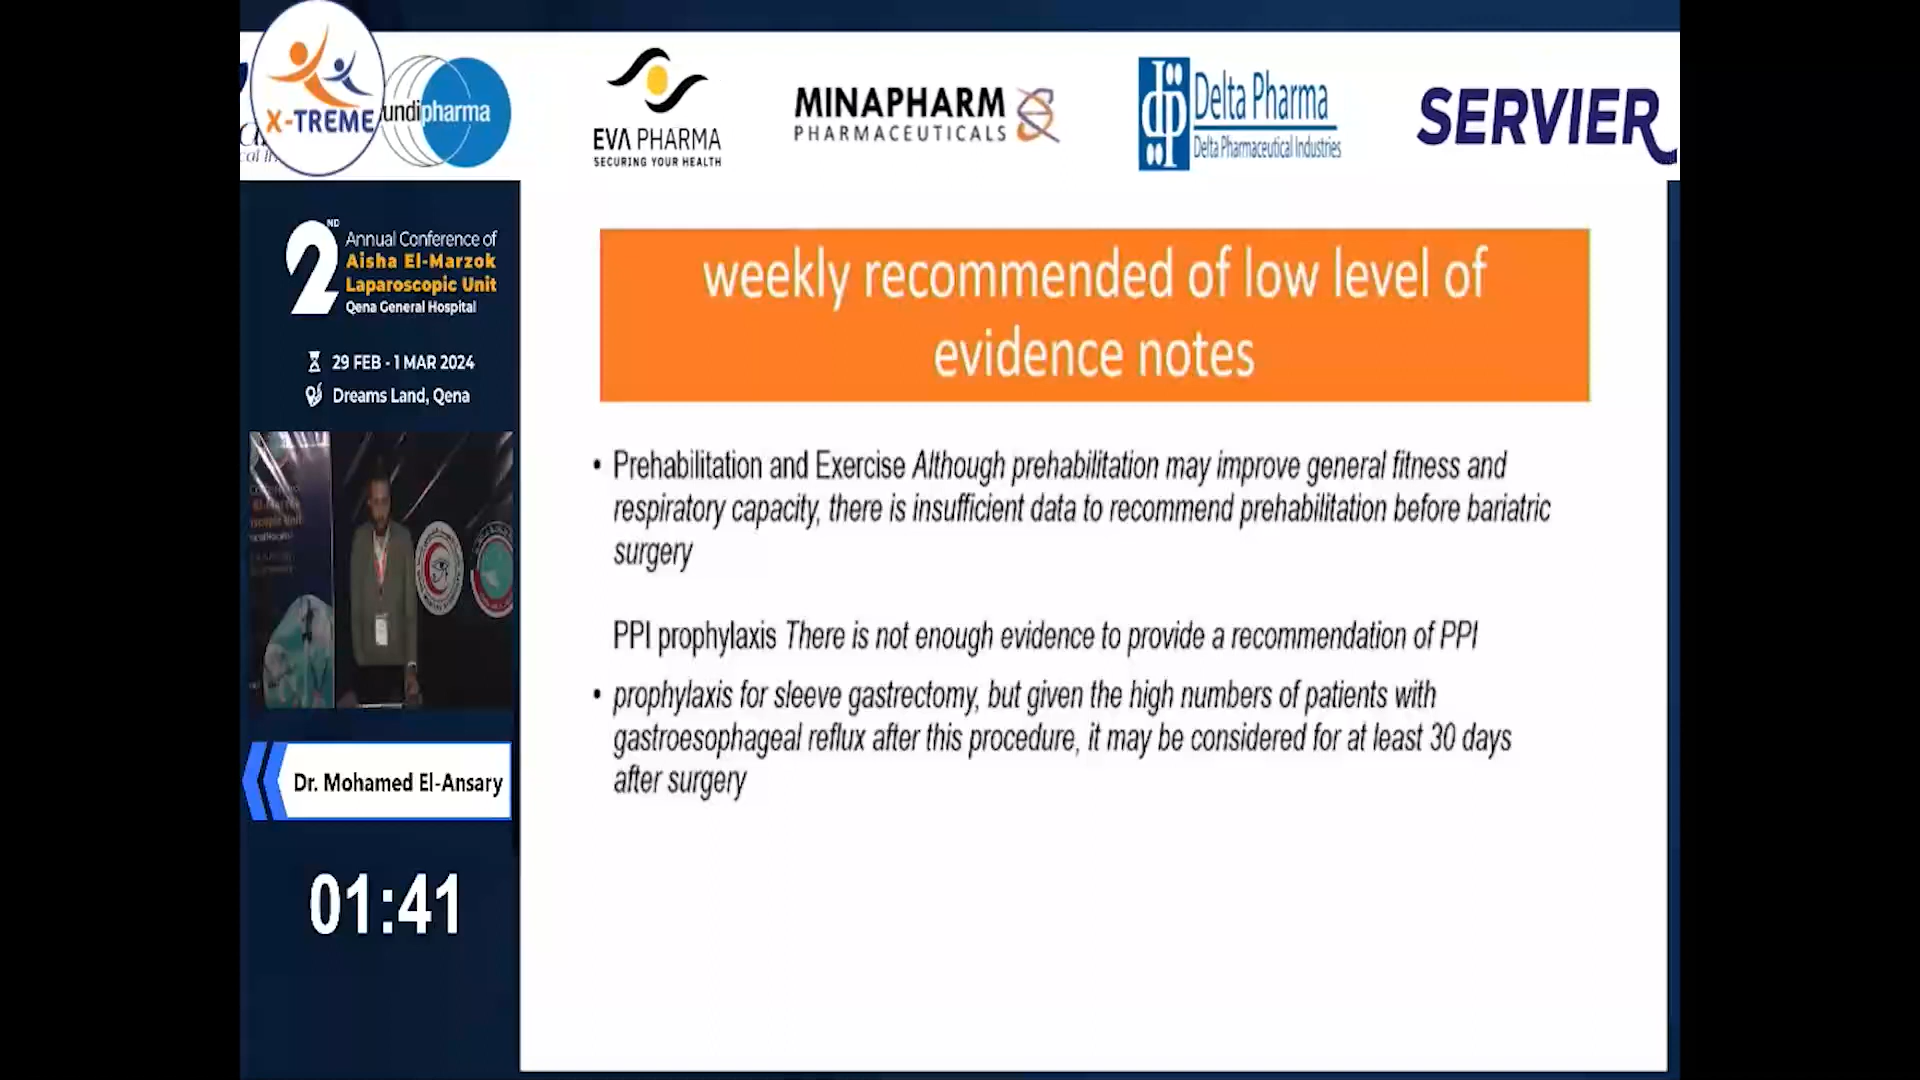 X-TREME
undipharma
EVA PHARMA
SECURING YOUR HEALTH
MINAPHARM
PHARMACEUTICALS
Delta Pharma
Delta Pharmaceutical Industries
SERVIER
2ND
Annual Conference of
Aisha El-Marzok
Laparoscopic Unit
Qena General Hospital
29 FEB - 1 MAR 2024
Dreams Land, Qena
Dr. Mohamed El-Ansary
01:41
weekly recommended of low level of
evidence notes
• Prehabilitation and Exercise Although prehabilitation may improve general fitness and
respiratory capacity, there is insufficient data to recommend prehabilitation before bariatric
surgery
PPI prophylaxis There is not enough evidence to provide a recommendation of PPI
• prophylaxis for sleeve gastrectomy, but given the high numbers of patients with
gastroesophageal reflux after this procedure, it may be considered for at least 30 days
after surgery